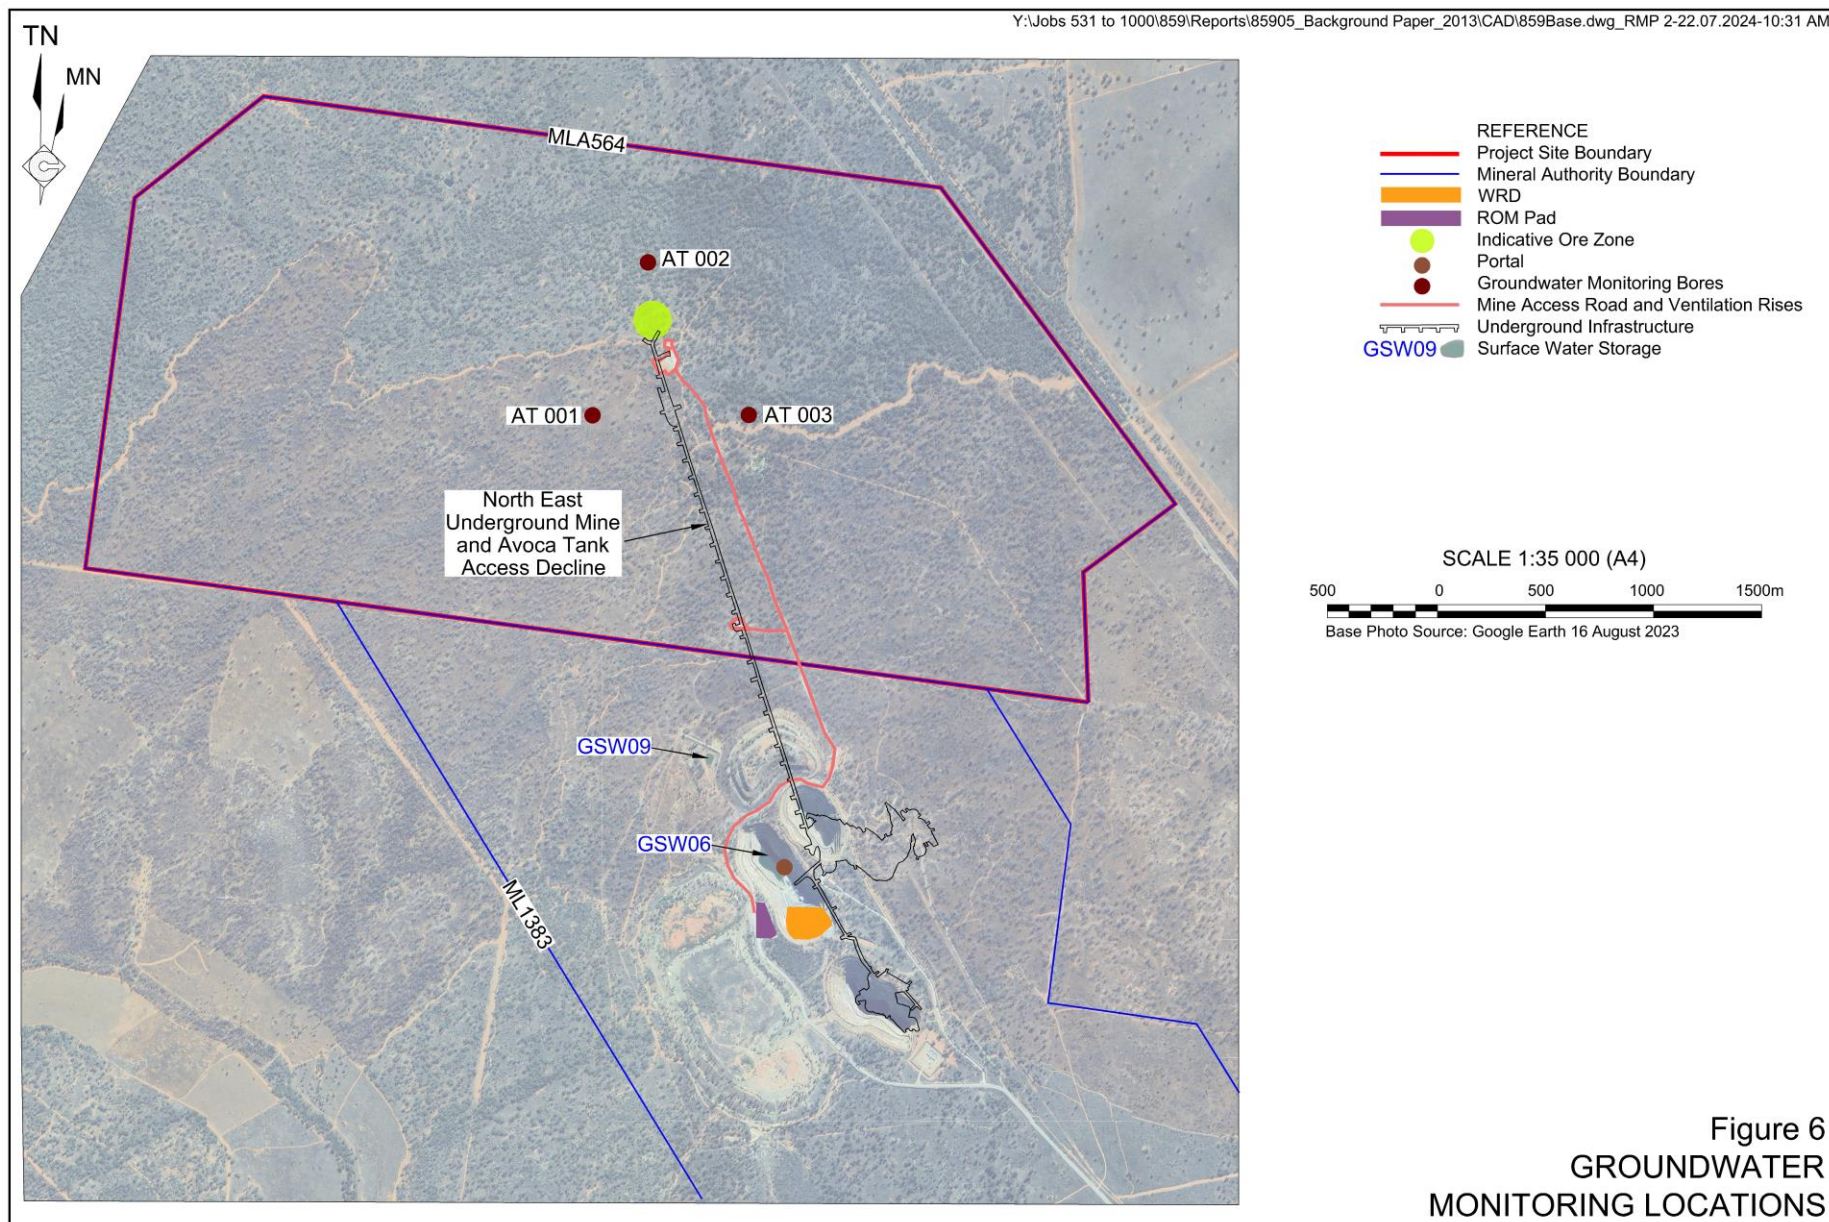 Y:\Jobs 531 to 1000\859\Reports\85905_Background Paper_2013\CAD\859Base.dwg_RMP 2-22.07.2024-10:31 AM
TN
MN
MLA564
AT 002
AT 001
AT 003
North East
Underground Mine
and Avoca Tank
Access Decline
GSW09
GSW06
ML1383
REFERENCE
Project Site Boundary
Mineral Authority Boundary
WRD
ROM Pad
Indicative Ore Zone
Portal
Groundwater Monitoring Bores
Mine Access Road and Ventilation Rises
Underground Infrastructure
GSW09 Surface Water Storage
SCALE 1:35 000 (A4)
500 0 500 1000 1500m
Base Photo Source: Google Earth 16 August 2023
Figure 6
GROUNDWATER
MONITORING LOCATIONS